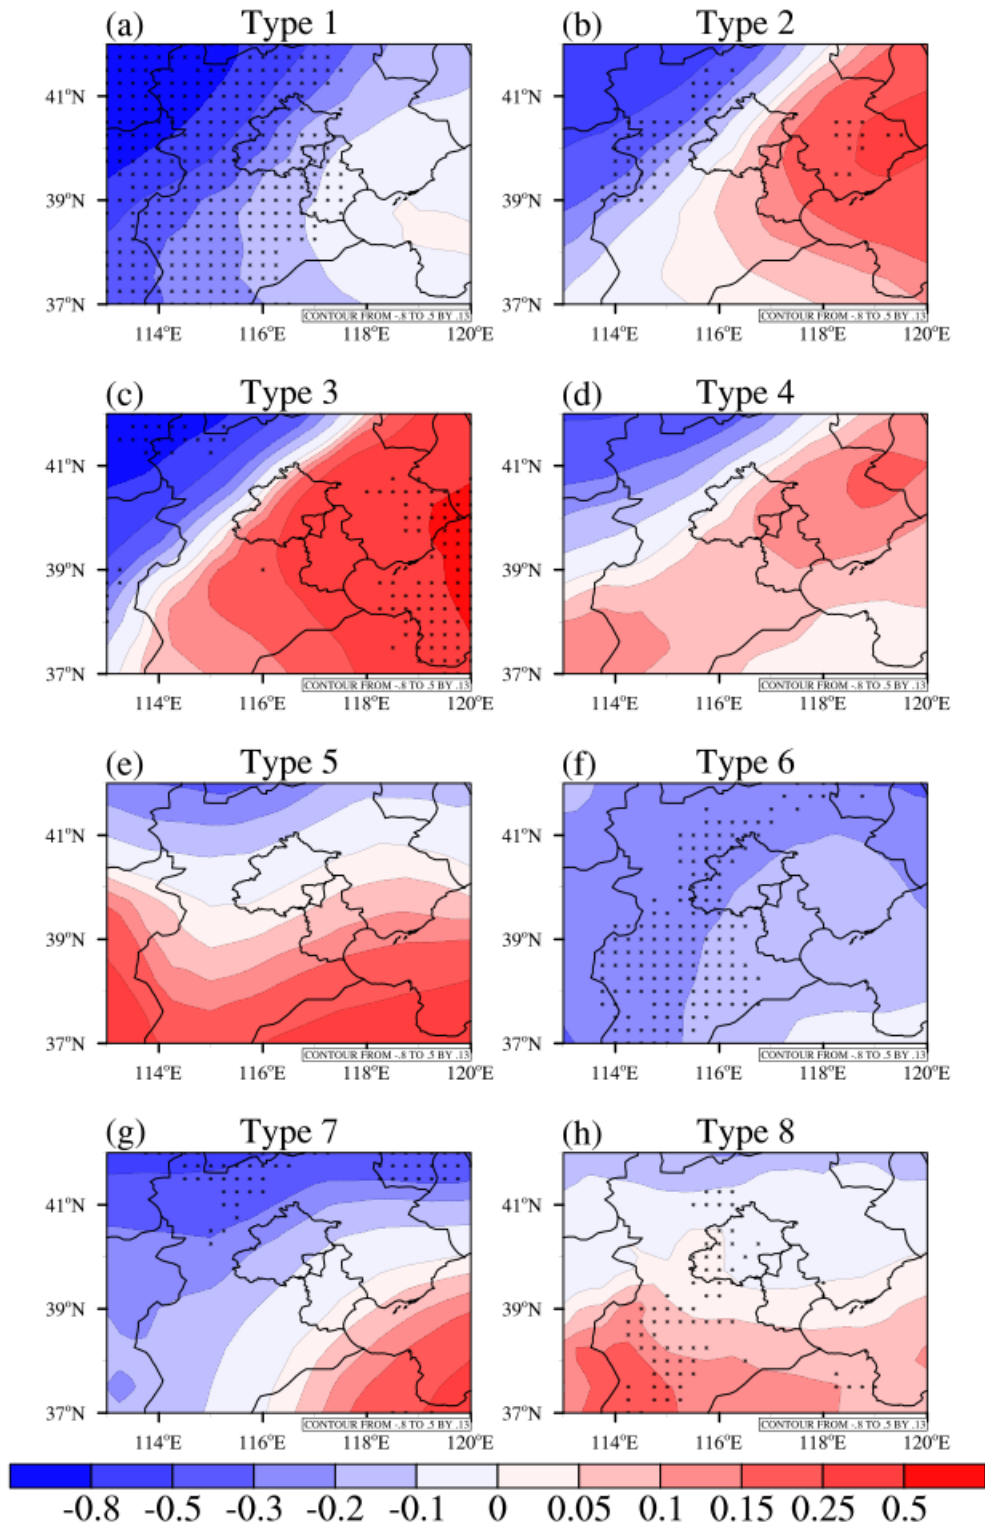 (a) Type 1
(b) Type 2
41°N
39°N
37°N
CONTOUR FROM -.8 TO .5 BY .13
114°E 116°E 118°E 120°E
41°N
39°N
37°N
CONTOUR FROM -.8 TO .5 BY .13
114°E 116°E 118°E 120°E
(c) Type 3
(d) Type 4
41°N
39°N
37°N
CONTOUR FROM -.8 TO .5 BY .13
114°E 116°E 118°E 120°E
41°N
39°N
37°N
CONTOUR FROM -.8 TO .5 BY .13
114°E 116°E 118°E 120°E
(e) Type 5
(f) Type 6
41°N
39°N
37°N
CONTOUR FROM -.8 TO .5 BY .13
114°E 116°E 118°E 120°E
41°N
39°N
37°N
CONTOUR FROM -.8 TO .5 BY .13
114°E 116°E 118°E 120°E
(g) Type 7
(h) Type 8
41°N
39°N
37°N
CONTOUR FROM -.8 TO .5 BY .13
114°E 116°E 118°E 120°E
41°N
39°N
37°N
CONTOUR FROM -.8 TO .5 BY .13
114°E 116°E 118°E 120°E
-0.8 -0.5 -0.3 -0.2 -0.1 0 0.05 0.1 0.15 0.25 0.5